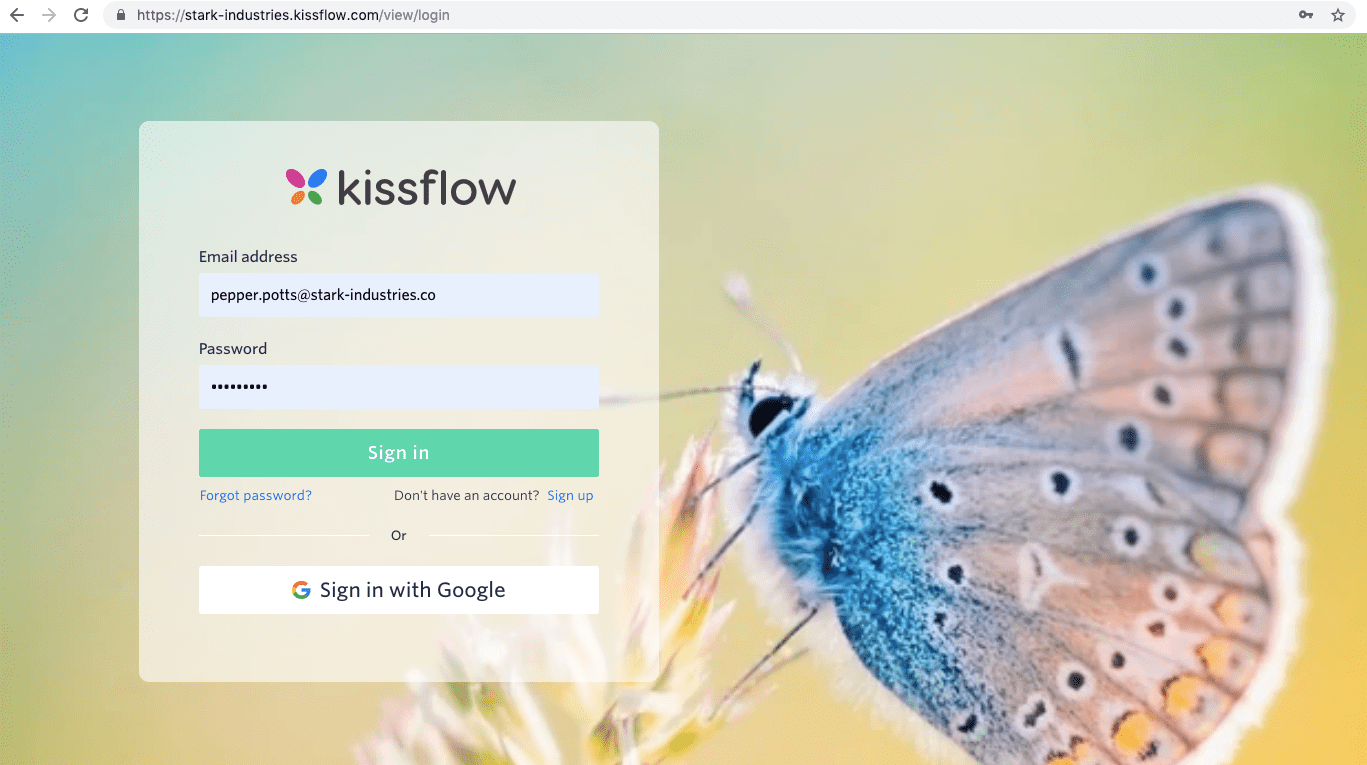 https://stark-industries.kissflow.com/view/login
kissflow
Email address
pepper.potts@stark-industries.co
Password
•••••••••
Sign in
Forgot password? Don't have an account? Sign up
Or
Sign in with Google